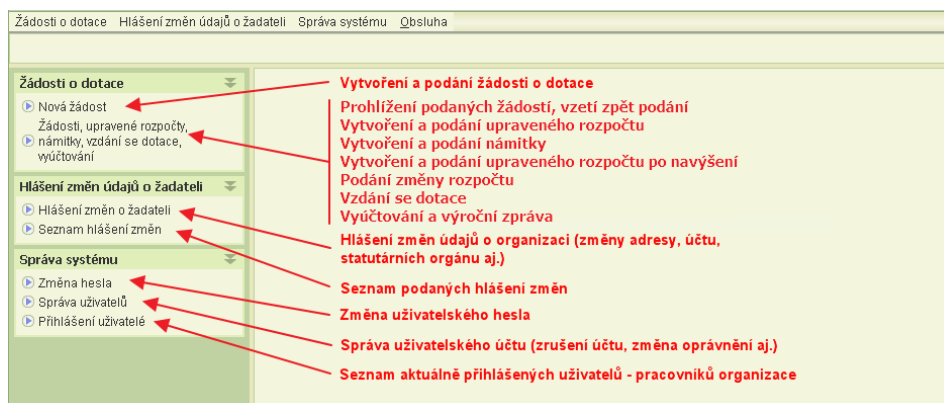 Žádosti o dotace Hlášení změn údajů o žadateli Správa systému Obsluha
Žádosti o dotace
Nová žádost
Žádosti, upravené rozpočty,
námitky, vzdání se dotace,
vyúčtování
Hlášení změn údajů o žadateli
Hlášení změn o žadateli
Seznam hlášení změn
Správa systému
Změna hesla
Správa uživatelů
Přihlášení uživatelé
Vytvoření a podání žádosti o dotace
Prohlížení podaných žádostí, vzetí zpět podání
Vytvoření a podání upraveného rozpočtu
Vytvoření a podání námitky
Vytvoření a podání upraveného rozpočtu po navýšení
Podání změny rozpočtu
Vzdání se dotace
Vyúčtování a výroční zpráva
Hlášení změn údajů o organizaci (změny adresy, účtu,
statutárních orgánu aj.)
Seznam podaných hlášení změn
Změna uživatelského hesla
Správa uživatelského účtu (zrušení účtu, změna oprávnění aj.)
Seznam aktuálně přihlášených uživatelů - pracovníků organizace